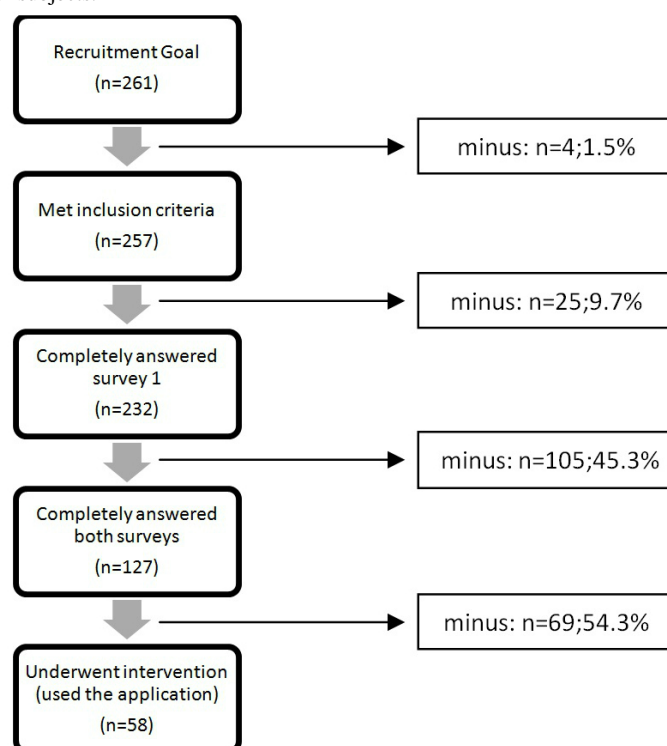 Recruitment Goal
(n=261)
minus: n=4;1.5%
Met inclusion criteria
(n=257)
minus: n=25;9.7%
Completely answered
survey 1
(n=232)
minus: n=105;45.3%
Completely answered
both surveys
(n=127)
minus: n=69;54.3%
Underwent intervention
(used the application)
(n=58)